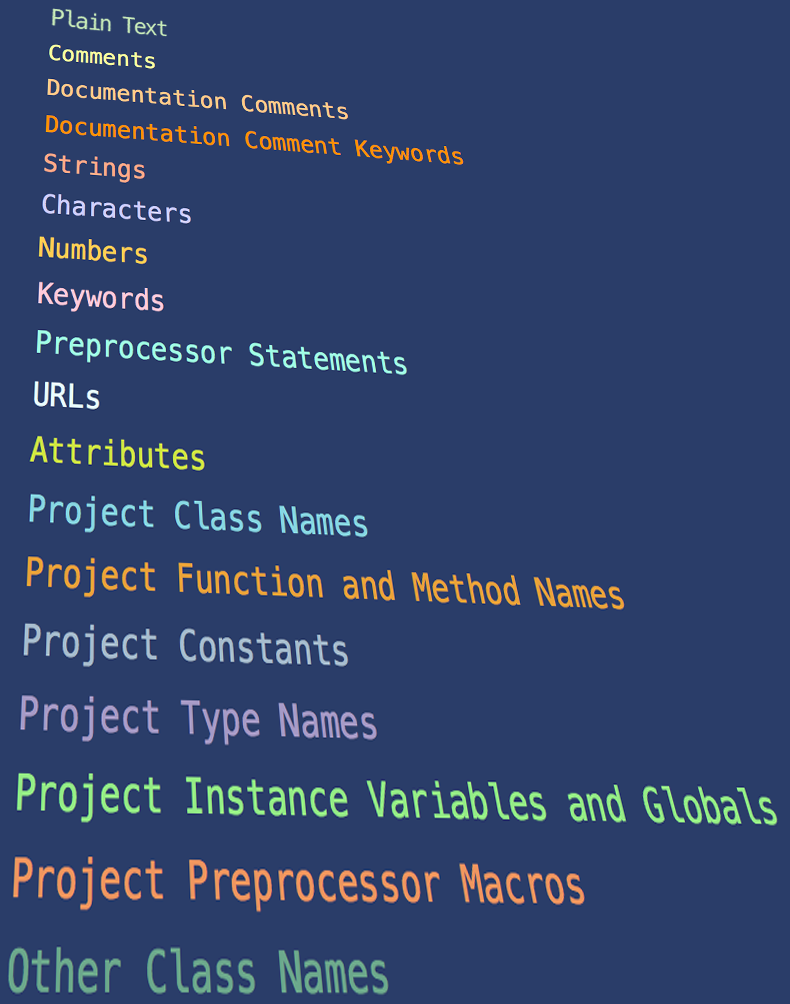 Plain Text
Comments
Documentation Comments
Documentation Comment Keywords
Strings
Characters
Numbers
Keywords
Preprocessor Statements
URLs
Attributes
Project Class Names
Project Function and Method Names
Project Constants
Project Type Names
Project Instance Variables and Globals
Project Preprocessor Macros
Other Class Names